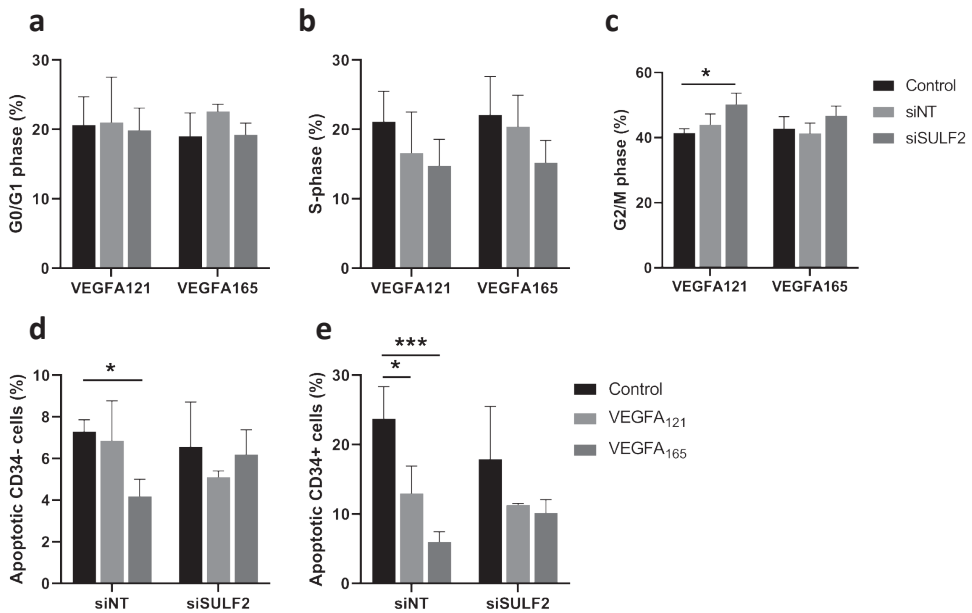 a
G0/G1 phase (%)
30
20
10
0
VEGFA121 VEGFA165
b
S-phase (%)
30
20
10
0
VEGFA121 VEGFA165
c
G2/M phase (%)
60
40
20
0
*
VEGFA121 VEGFA165
Control
siNT
siSULF2
d
Apoptotic CD34- cells (%)
10
8
6
4
2
0
*
siNT siSULF2
e
Apoptotic CD34+ cells (%)
30
20
10
0
***
*
siNT siSULF2
Control
VEGFA₁₂₁
VEGFA₁₆₅